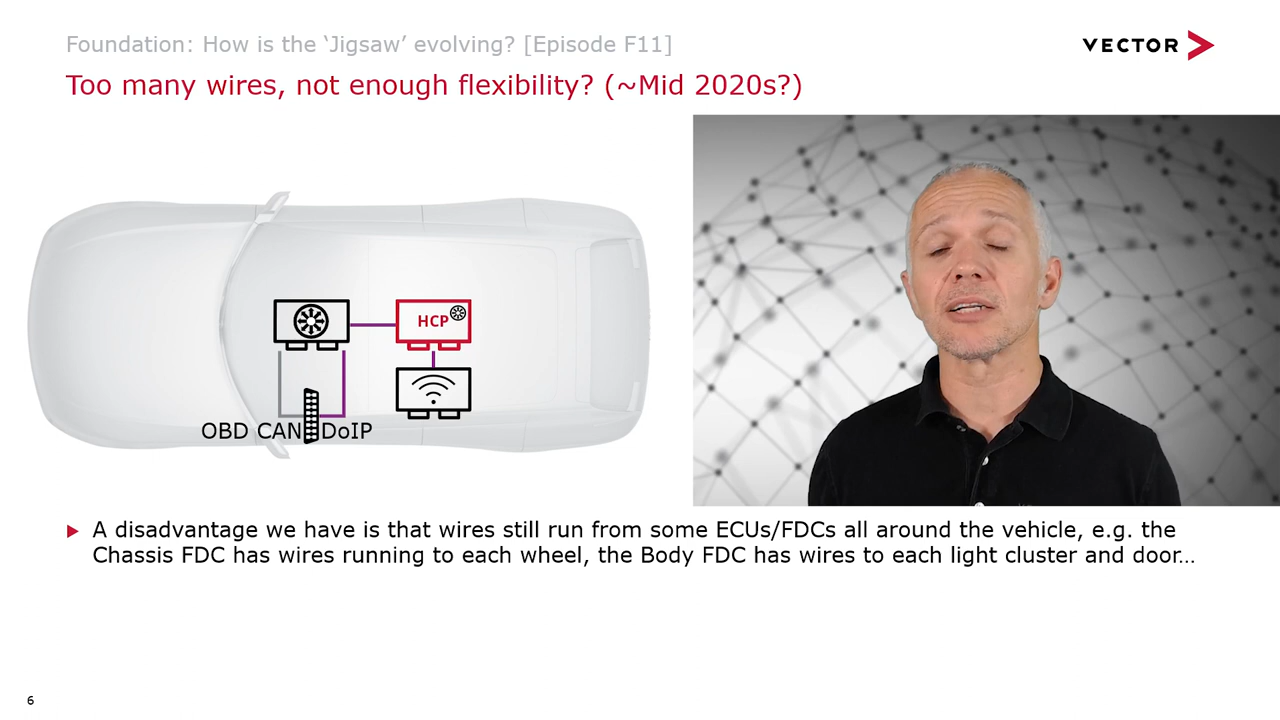 Foundation: How is the ‘Jigsaw’ evolving? [Episode F11]
VECTOR
Too many wires, not enough flexibility? (~Mid 2020s?)
HCP
OBD CAN DoIP
A disadvantage we have is that wires still run from some ECUs/FDCs all around the vehicle, e.g. the
Chassis FDC has wires running to each wheel, the Body FDC has wires to each light cluster and door…
6